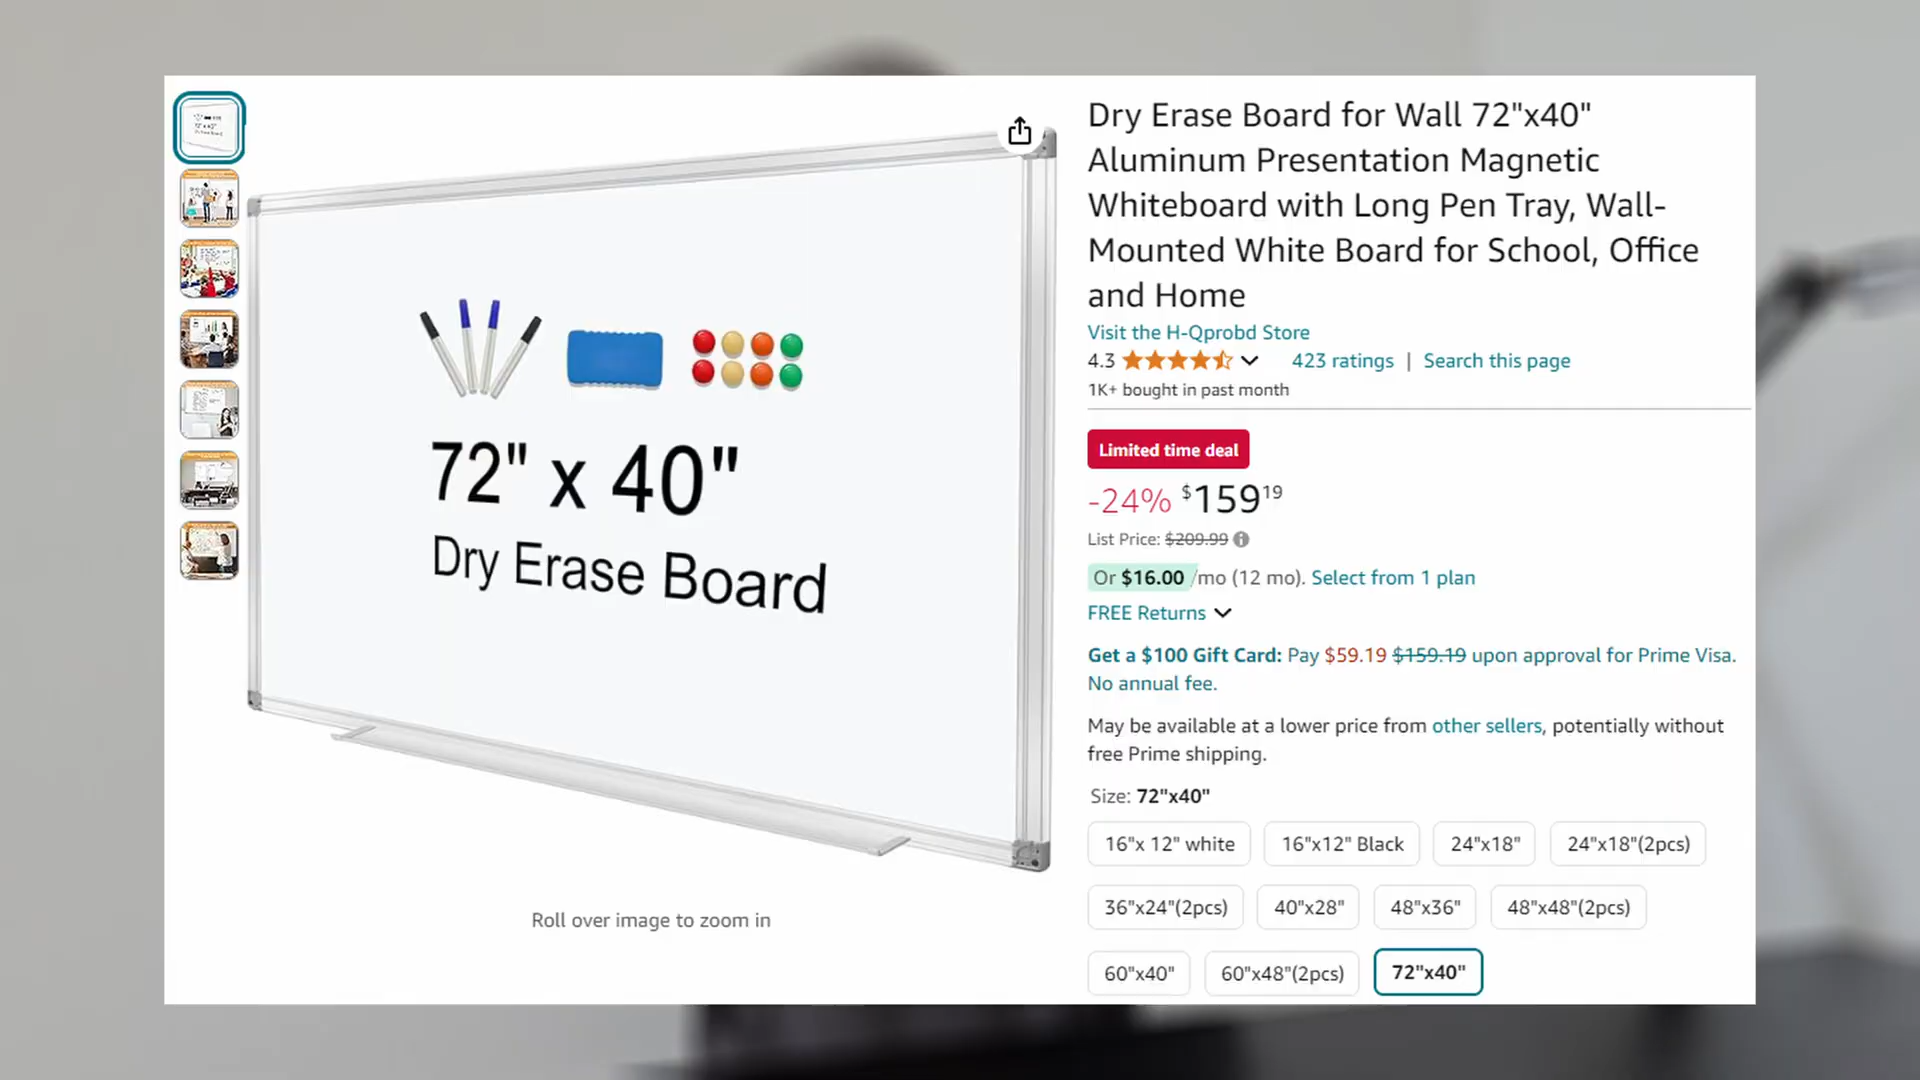 72" x 40"
Dry Erase Board
Roll over image to zoom in
Dry Erase Board for Wall 72"x40"
Aluminum Presentation Magnetic
Whiteboard with Long Pen Tray, Wall-
Mounted White Board for School, Office
and Home
Visit the H-Qprobd Store
4.3 423 ratings | Search this page
1K+ bought in past month
Limited time deal
-24% $159 19
List Price: $209.99
Or $16.00 /mo (12 mo). Select from 1 plan
FREE Returns
Get a $100 Gift Card: Pay $59.19 $159.19 upon approval for Prime Visa.
No annual fee.
May be available at a lower price from other sellers, potentially without
free Prime shipping.
Size: 72"x40"
16"x 12" white 16"x12" Black 24"x18" 24"x18"(2pcs)
36"x24"(2pcs) 40"x28" 48"x36" 48"x48"(2pcs)
60"x40" 60"x48"(2pcs) 72"x40"